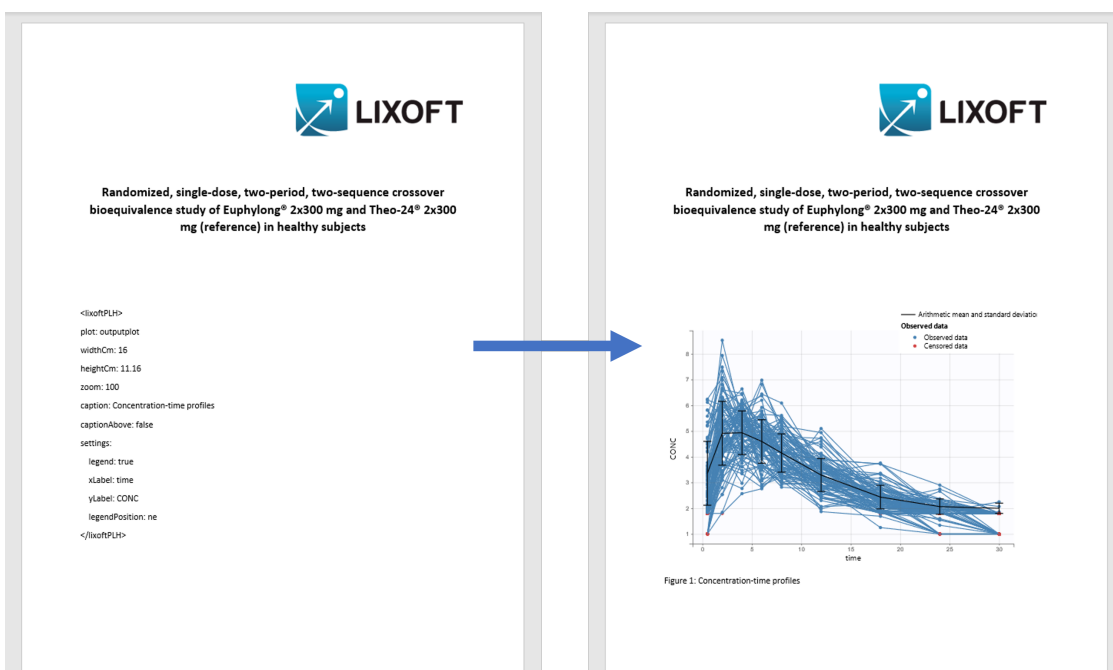 LIXOFT
Randomized, single-dose, two-period, two-sequence crossover
bioequivalence study of Euphylong® 2x300 mg and Theo-24® 2x300
mg (reference) in healthy subjects
<lixoftPLH>
plot: outputplot
widthCm: 16
heightCm: 11.16
zoom: 100
caption: Concentration-time profiles
captionAbove: false
settings:
legend: true
xLabel: time
yLabel: CONC
legendPosition: ne
</lixoftPLH>
LIXOFT
Randomized, single-dose, two-period, two-sequence crossover
bioequivalence study of Euphylong® 2x300 mg and Theo-24® 2x300
mg (reference) in healthy subjects
Arithmetic mean and standard deviatio
Observed data
Observed data
Censored data
8
7
6
5
4
3
2
1
CONC
0 5 10 15 20 25 30
time
Figure 1: Concentration-time profiles